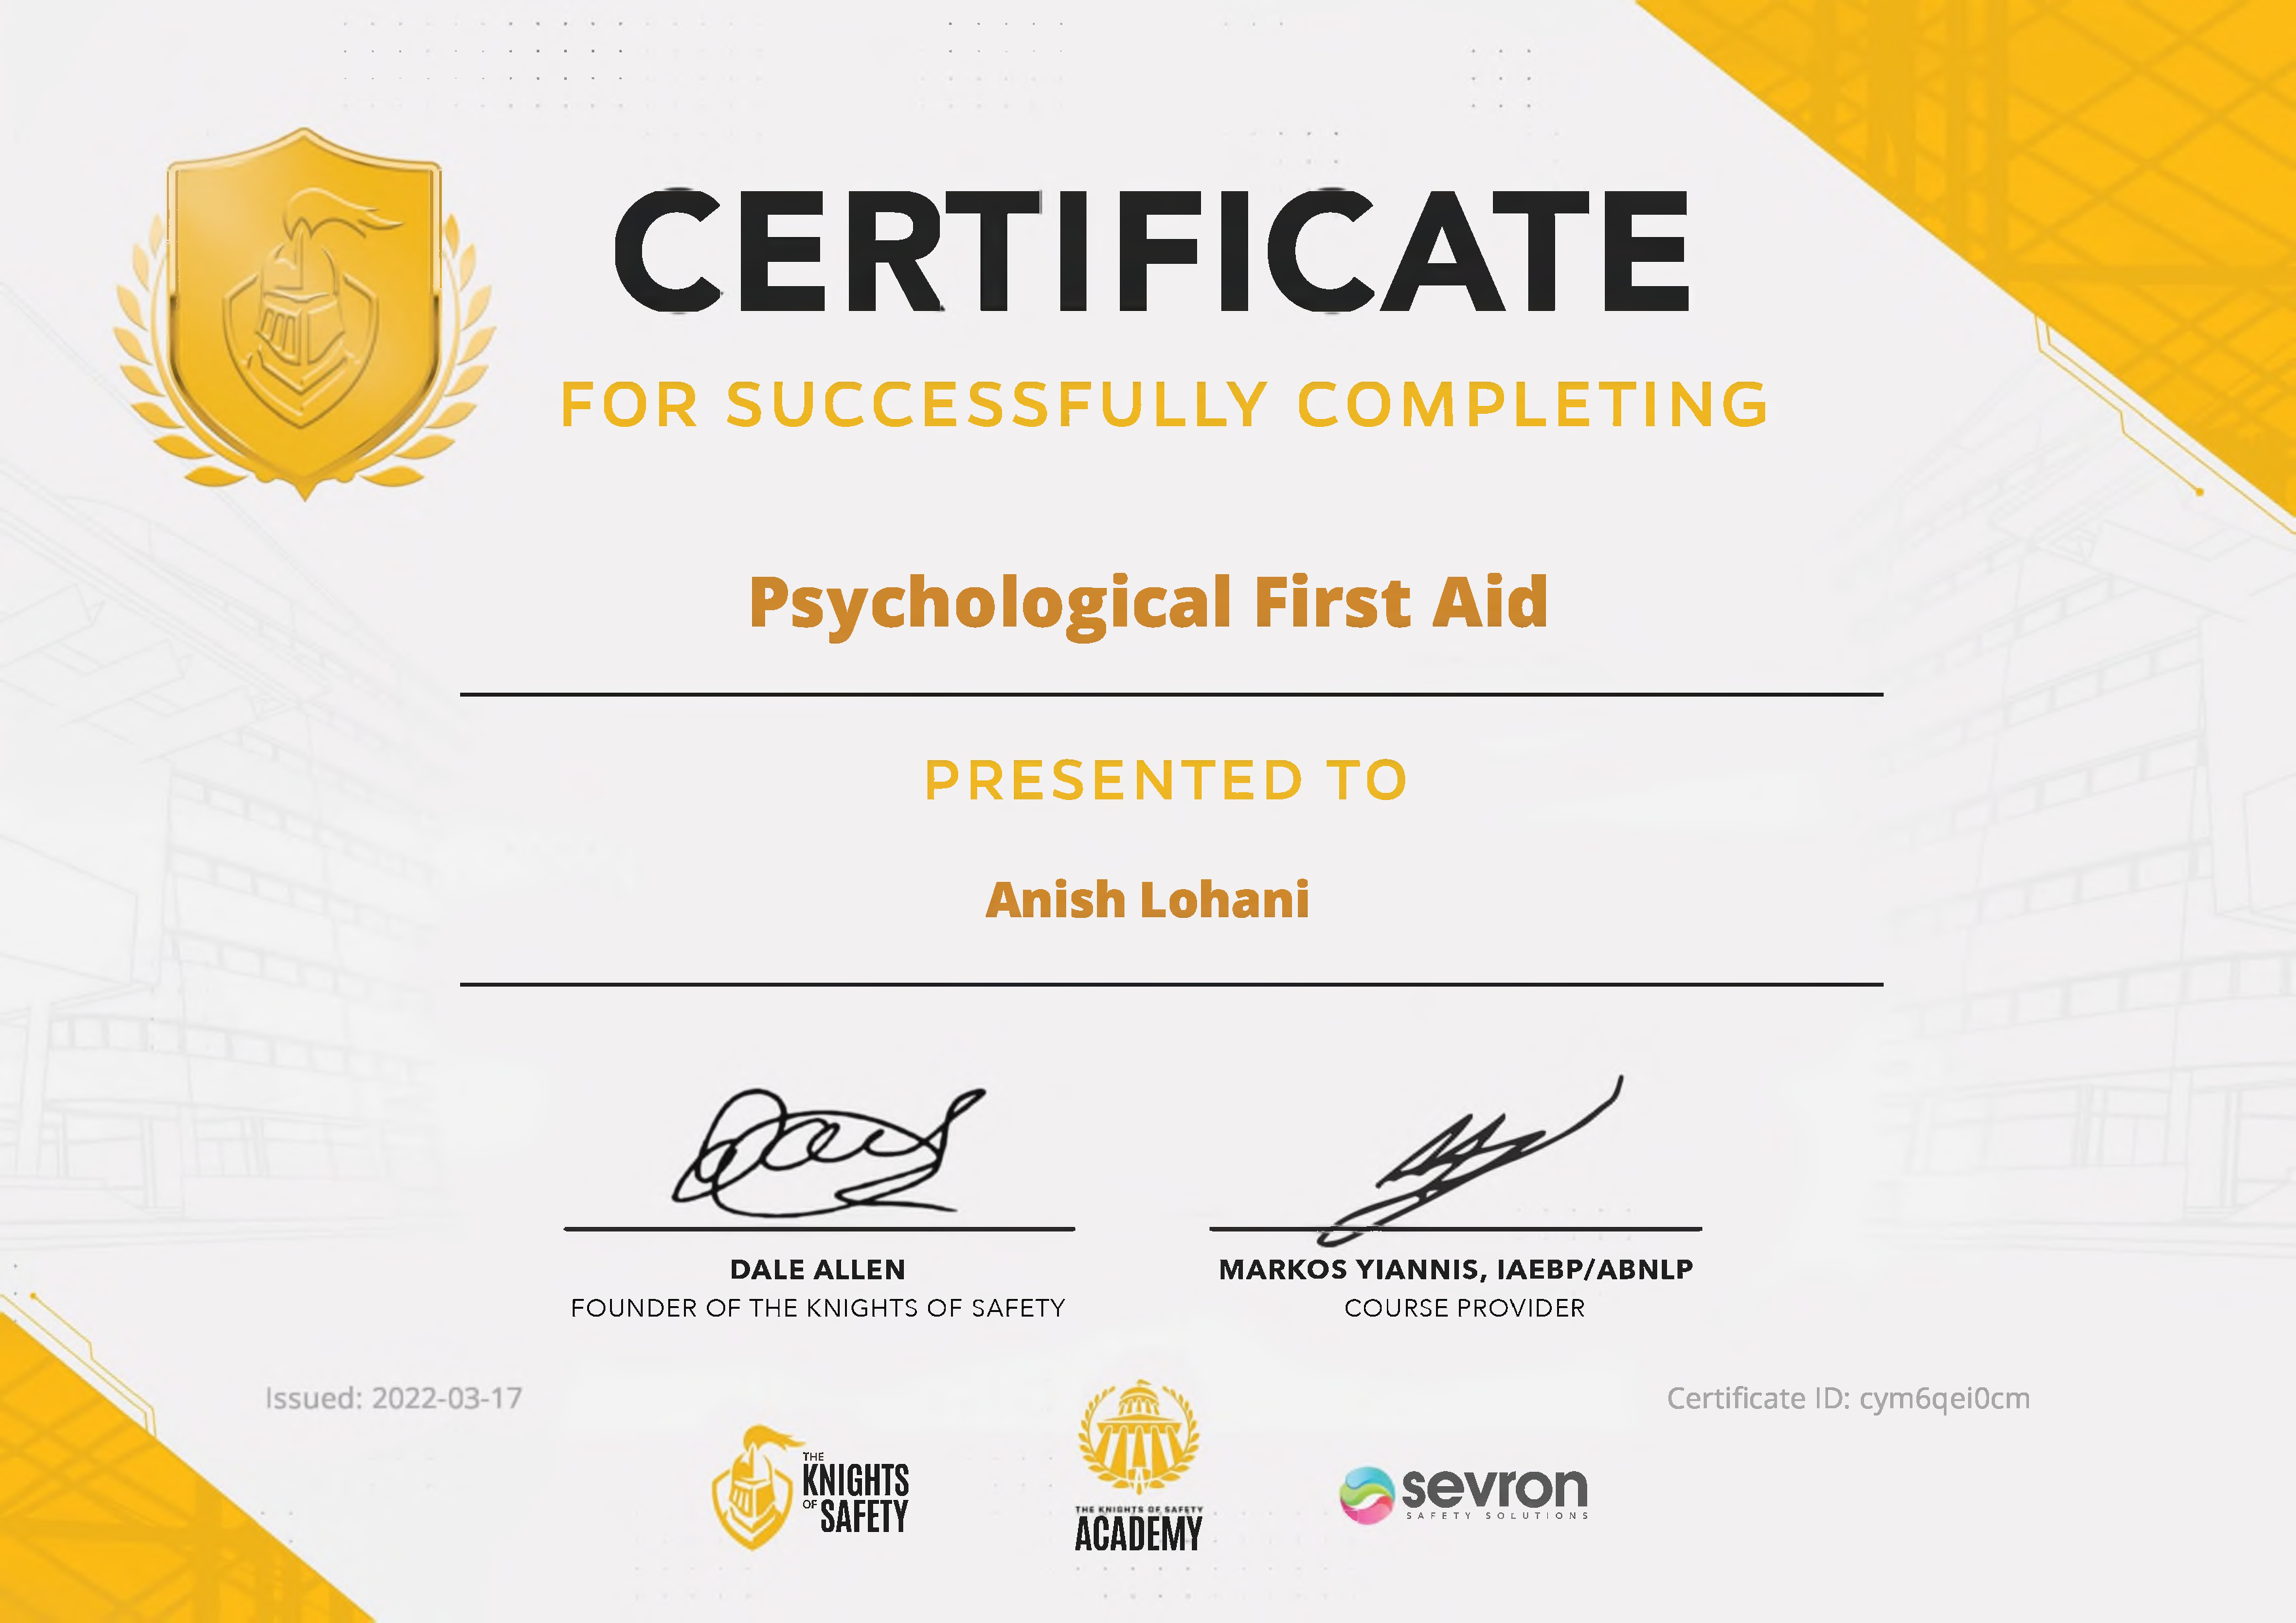 CERTIFICATE
FOR SUCCESSFULLY COMPLETING
Psychological First Aid
PRESENTED TO
Anish Lohani
DALE ALLEN
FOUNDER OF THE KNIGHTS OF SAFETY
MARKOS YIANNIS, IAEBP/ABNLP
COURSE PROVIDER
Issued: 2022-03-17
Certificate ID: cym6qei0cm
THE
KNIGHTS
OF SAFETY
THE KNIGHTS OF SAFETY
ACADEMY
sevron
SAFETY SOLUTIONS